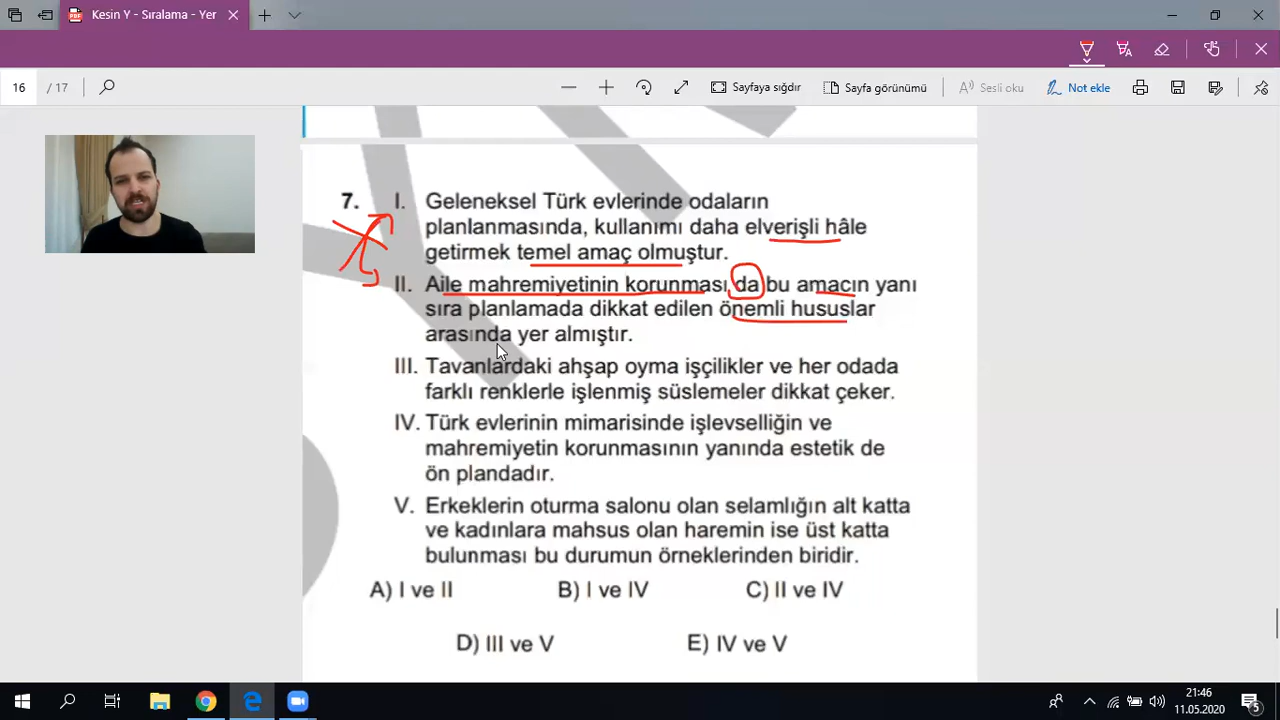 Kesin Y - Sıralama - Yer
16 / 17
Sayfaya sığdır
Sayfa görünümü
Sesli oku
Not ekle
7. I. Geleneksel Türk evlerinde odaların
planlanmasında, kullanımı daha elverişli hâle
getirmek temel amaç olmuştur.
II. Aile mahremiyetinin korunması da bu amacın yanı
sıra planlamada dikkat edilen önemli hususlar
arasında yer almıştır.
III. Tavanlardaki ahşap oyma işçilikler ve her odada
farklı renklerle işlenmiş süslemeler dikkat çeker.
IV. Türk evlerinin mimarisinde işlevselliğin ve
mahremiyetin korunmasının yanında estetik de
ön plandadır.
V. Erkeklerin oturma salonu olan selamlığın alt katta
ve kadınlara mahsus olan haremin ise üst katta
bulunması bu durumun örneklerinden biridir.
A) I ve II B) I ve IV C) II ve IV
D) III ve V E) IV ve V
21:46
11.05.2020
5